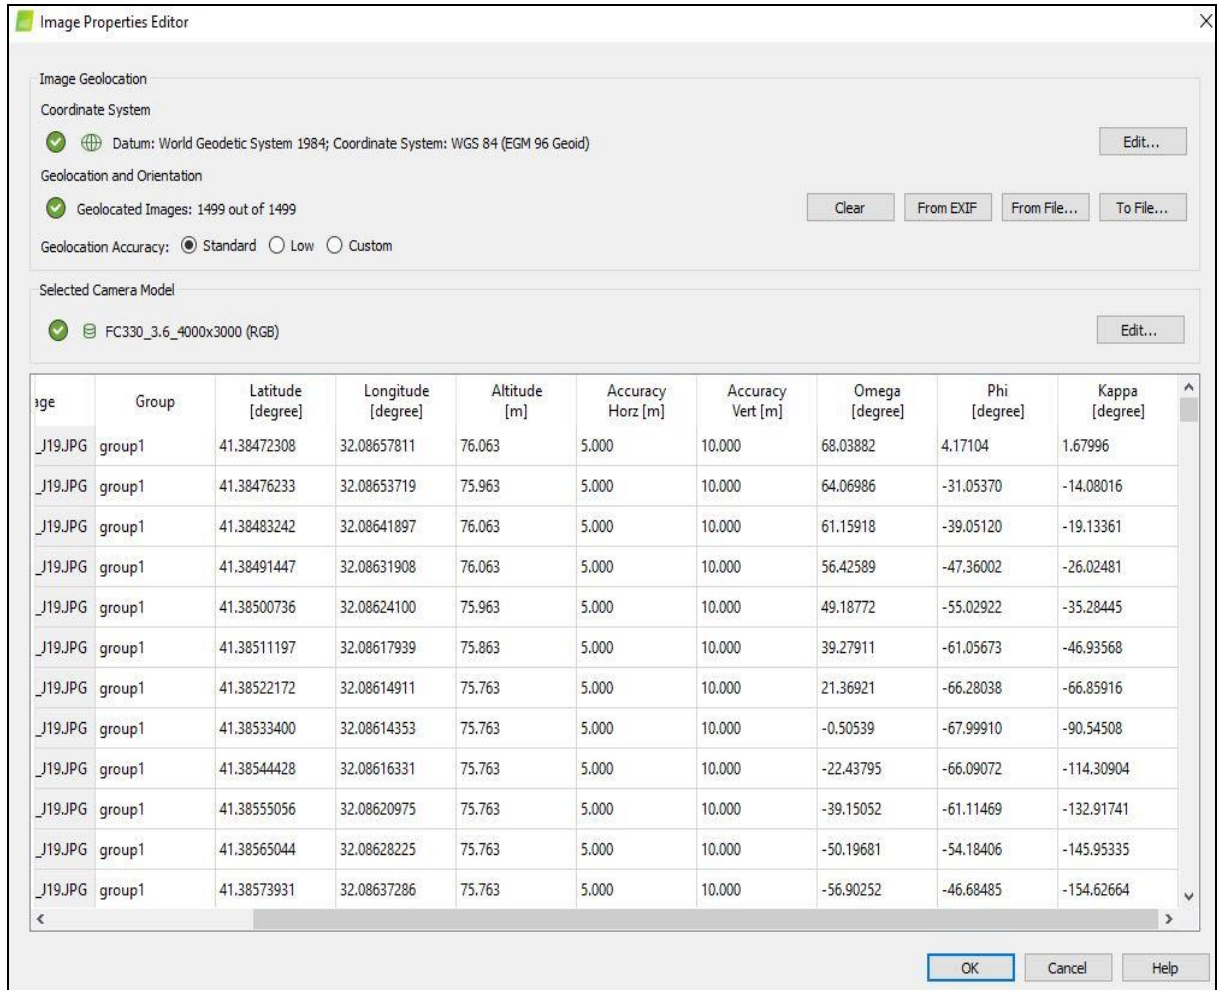 Image Properties Editor
Image Geolocation
Coordinate System
Datum: World Geodetic System 1984; Coordinate System: WGS 84 (EGM 96 Geoid) Edit...
Geolocation and Orientation
Geolocated Images: 1499 out of 1499 Clear From EXIF From File... To File...
Geolocation Accuracy: Standard Low Custom
Selected Camera Model
FC330_3.6_4000x3000 (RGB) Edit...
age Group Latitude [degree] Longitude [degree] Altitude [m] Accuracy Horz [m] Accuracy Vert [m] Omega [degree] Phi [degree] Kappa [degree]
_J19.JPG group1 41.38472308 32.08657811 76.063 5.000 10.000 68.03882 4.17104 1.67996
_J19.JPG group1 41.38476233 32.08653719 75.963 5.000 10.000 64.06986 -31.05370 -14.08016
_J19.JPG group1 41.38483242 32.08641897 76.063 5.000 10.000 61.15918 -39.05120 -19.13361
_J19.JPG group1 41.38491447 32.08631908 76.063 5.000 10.000 56.42589 -47.36002 -26.02481
_J19.JPG group1 41.38500736 32.08624100 75.963 5.000 10.000 49.18772 -55.02922 -35.28445
_J19.JPG group1 41.38511197 32.08617939 75.863 5.000 10.000 39.27911 -61.05673 -46.93568
_J19.JPG group1 41.38522172 32.08614911 75.763 5.000 10.000 21.36921 -66.28038 -66.85916
_J19.JPG group1 41.38533400 32.08614353 75.763 5.000 10.000 -0.50539 -67.99910 -90.54508
_J19.JPG group1 41.38544428 32.08616331 75.763 5.000 10.000 -22.43795 -66.09072 -114.30904
_J19.JPG group1 41.38555056 32.08620975 75.763 5.000 10.000 -39.15052 -61.11469 -132.91741
_J19.JPG group1 41.38565044 32.08628225 75.763 5.000 10.000 -50.19681 -54.18406 -145.95335
_J19.JPG group1 41.38573931 32.08637286 75.763 5.000 10.000 -56.90252 -46.68485 -154.62664
OK Cancel Help